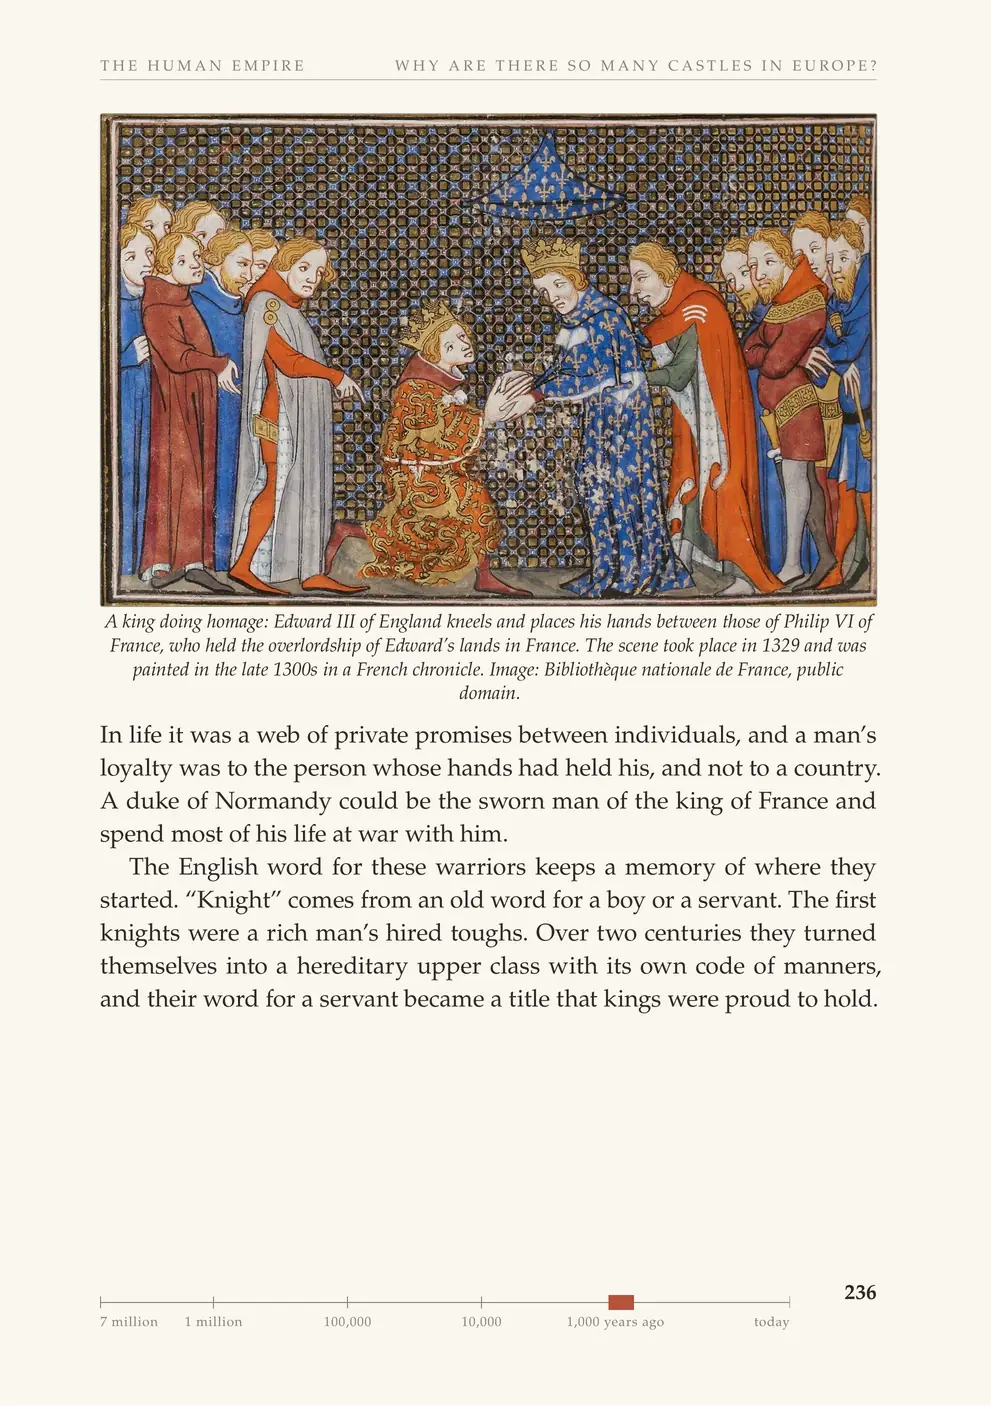 THE HUMAN EMPIRE
WHY ARE THERE SO MANY CASTLES IN EUROPE?
A king doing homage: Edward III of England kneels and places his hands between those of Philip VI of
France, who held the overlordship of Edward’s lands in France. The scene took place in 1329 and was
painted in the late 1300s in a French chronicle. Image: Bibliothèque nationale de France, public
domain.
In life it was a web of private promises between individuals, and a man’s
loyalty was to the person whose hands had held his, and not to a country.
A duke of Normandy could be the sworn man of the king of France and
spend most of his life at war with him.
The English word for these warriors keeps a memory of where they
started. “Knight” comes from an old word for a boy or a servant. The first
knights were a rich man’s hired toughs. Over two centuries they turned
themselves into a hereditary upper class with its own code of manners,
and their word for a servant became a title that kings were proud to hold.
236
7 million 1 million 100,000 10,000 1,000 years ago today